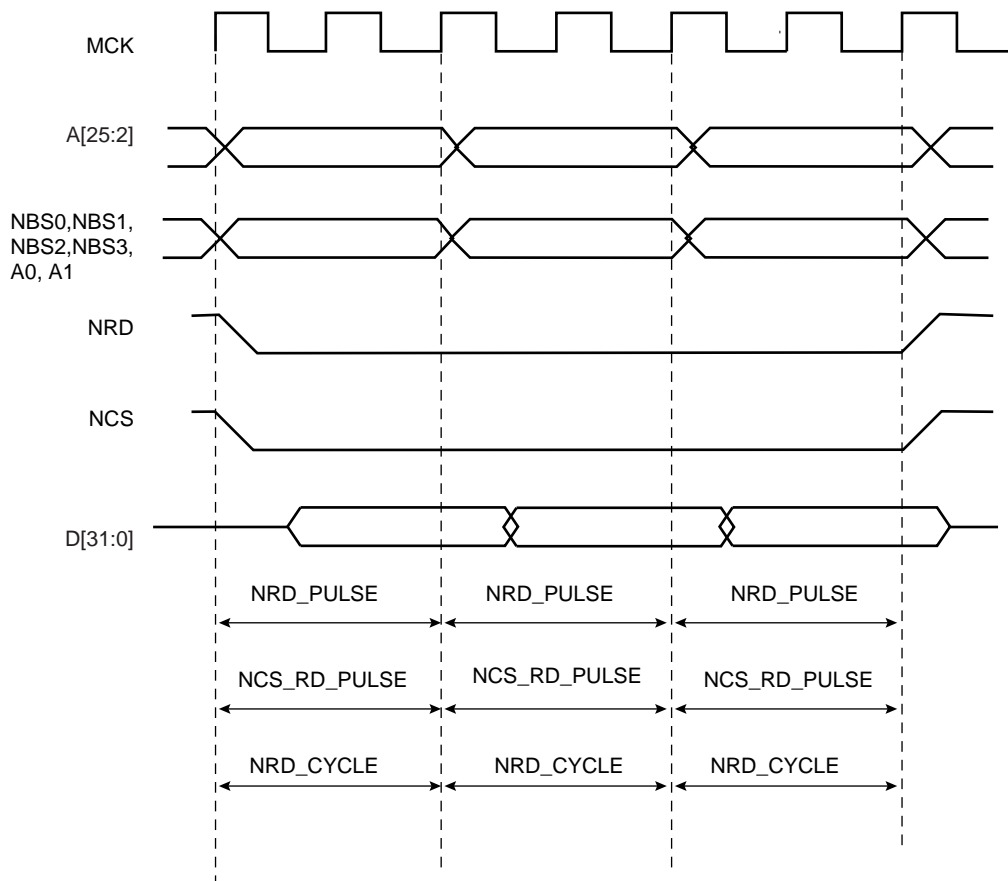 MCK
A[25:2]
NBS0,NBS1,
NBS2,NBS3,
A0, A1
NRD
NCS
D[31:0]
NRD_PULSE NRD_PULSE NRD_PULSE
NCS_RD_PULSE NCS_RD_PULSE NCS_RD_PULSE
NRD_CYCLE NRD_CYCLE NRD_CYCLE